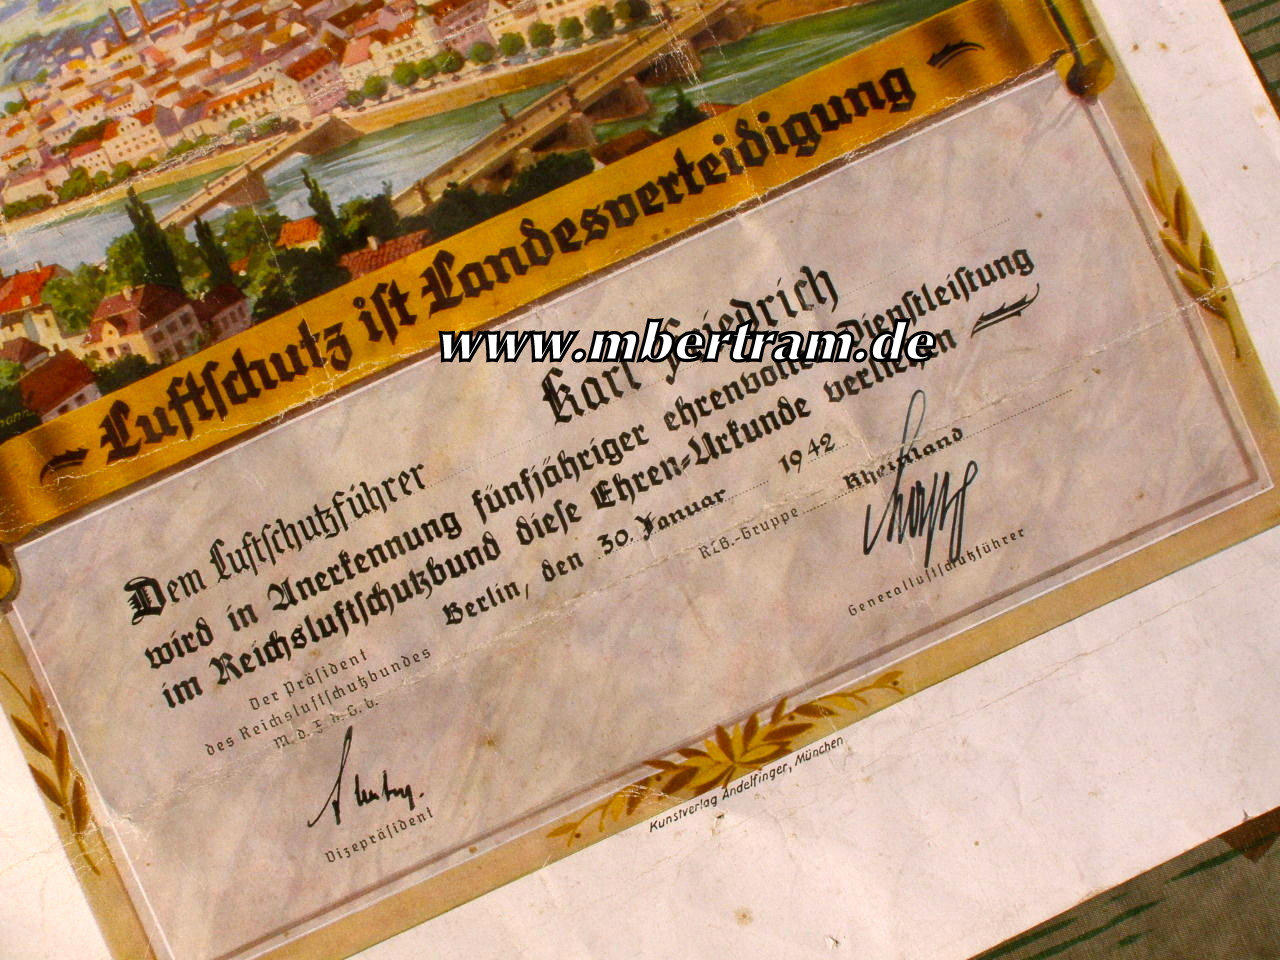 Luftschutz ist Landesverteidigung
www.mbertram.de
Dem Luftschutzführer Karl Friedrich
wird in Anerkennung fünfjähriger ehrenvoller Dienstleistung
im Reichsluftschutzbund diese Ehren-Urkunde verliehen
Berlin, den 30. Januar 1942
Der Präsident
des Reichsluftschutzbundes
M. d. F. d. G. b.
Vizepräsident
RLB.-Gruppe Rheinland
Generalluftschutzführer
Kunstverlag Andelfinger, München